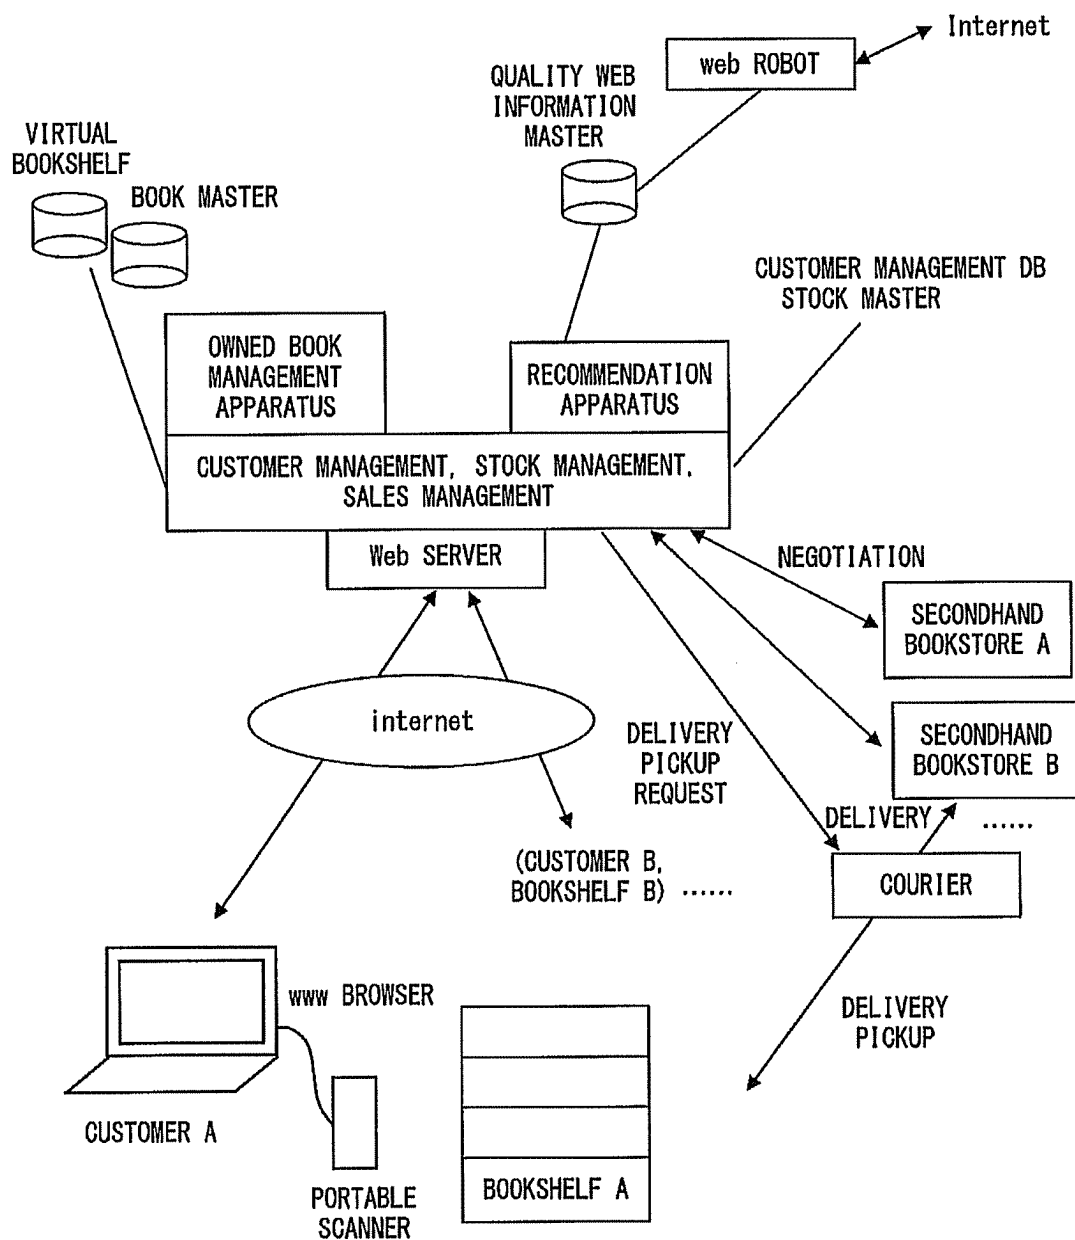 Internet
web ROBOT
QUALITY WEB
INFORMATION
MASTER
VIRTUAL
BOOKSHELF
BOOK MASTER
CUSTOMER MANAGEMENT DB
STOCK MASTER
OWNED BOOK
MANAGEMENT
APPARATUS
RECOMMENDATION
APPARATUS
CUSTOMER MANAGEMENT, STOCK MANAGEMENT,
SALES MANAGEMENT
Web SERVER
NEGOTIATION
SECONDHAND
BOOKSTORE A
internet
DELIVERY
PICKUP
REQUEST
SECONDHAND
BOOKSTORE B
DELIVERY ......
(CUSTOMER B,
BOOKSHELF B) ......
COURIER
www BROWSER
DELIVERY
PICKUP
CUSTOMER A
PORTABLE
SCANNER
BOOKSHELF A